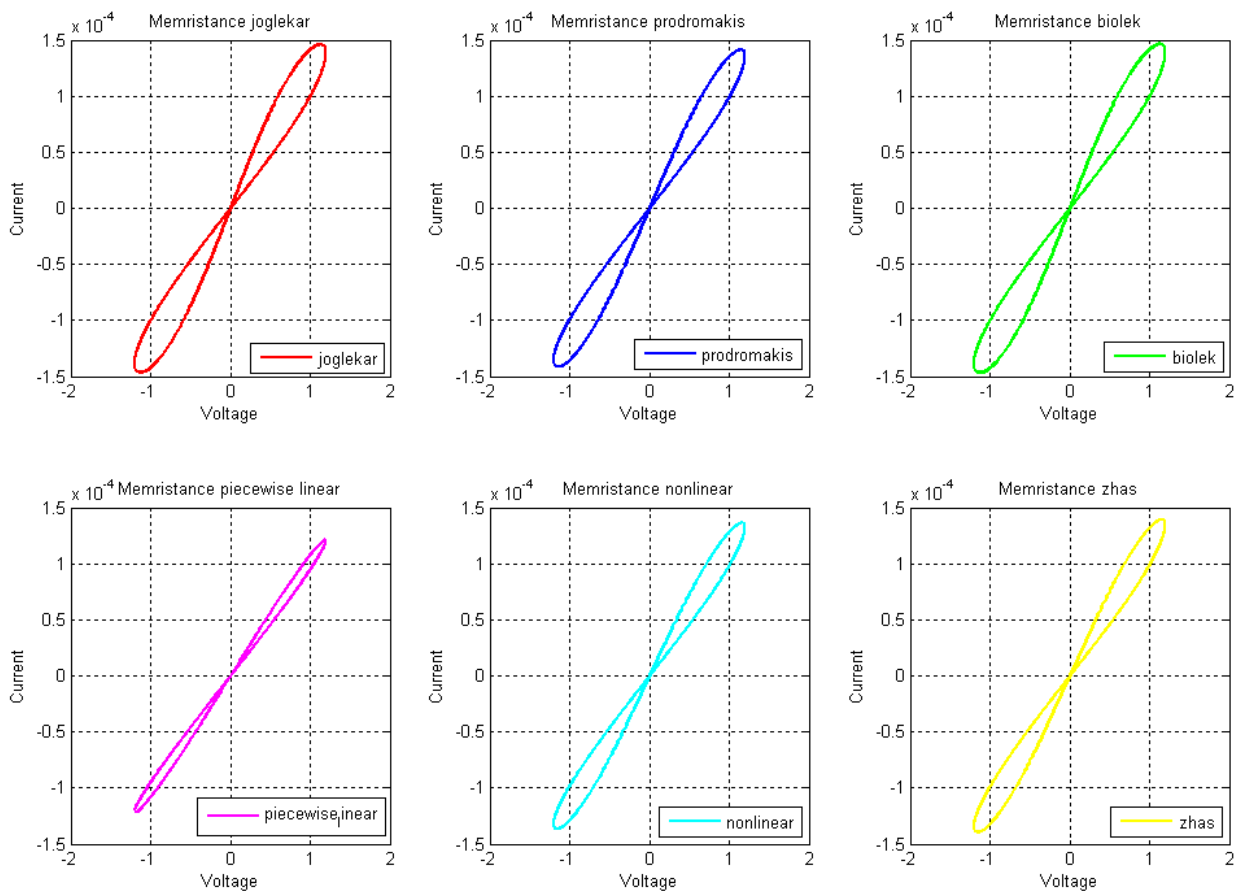 Memristance joglekar
x 10^-4
1.5
1
0.5
0
-0.5
-1
-1.5
-2
-1
0
1
2
Current
Voltage
joglekar
Memristance prodromakis
x 10^-4
1.5
1
0.5
0
-0.5
-1
-1.5
-2
-1
0
1
2
Current
Voltage
prodromakis
Memristance biolek
x 10^-4
1.5
1
0.5
0
-0.5
-1
-1.5
-2
-1
0
1
2
Current
Voltage
biolek
Memristance piecewise linear
x 10^-4
1.5
1
0.5
0
-0.5
-1
-1.5
-2
-1
0
1
2
Current
Voltage
piecewise_linear
Memristance nonlinear
x 10^-4
1.5
1
0.5
0
-0.5
-1
-1.5
-2
-1
0
1
2
Current
Voltage
nonlinear
Memristance zhas
x 10^-4
1.5
1
0.5
0
-0.5
-1
-1.5
-2
-1
0
1
2
Current
Voltage
zhas